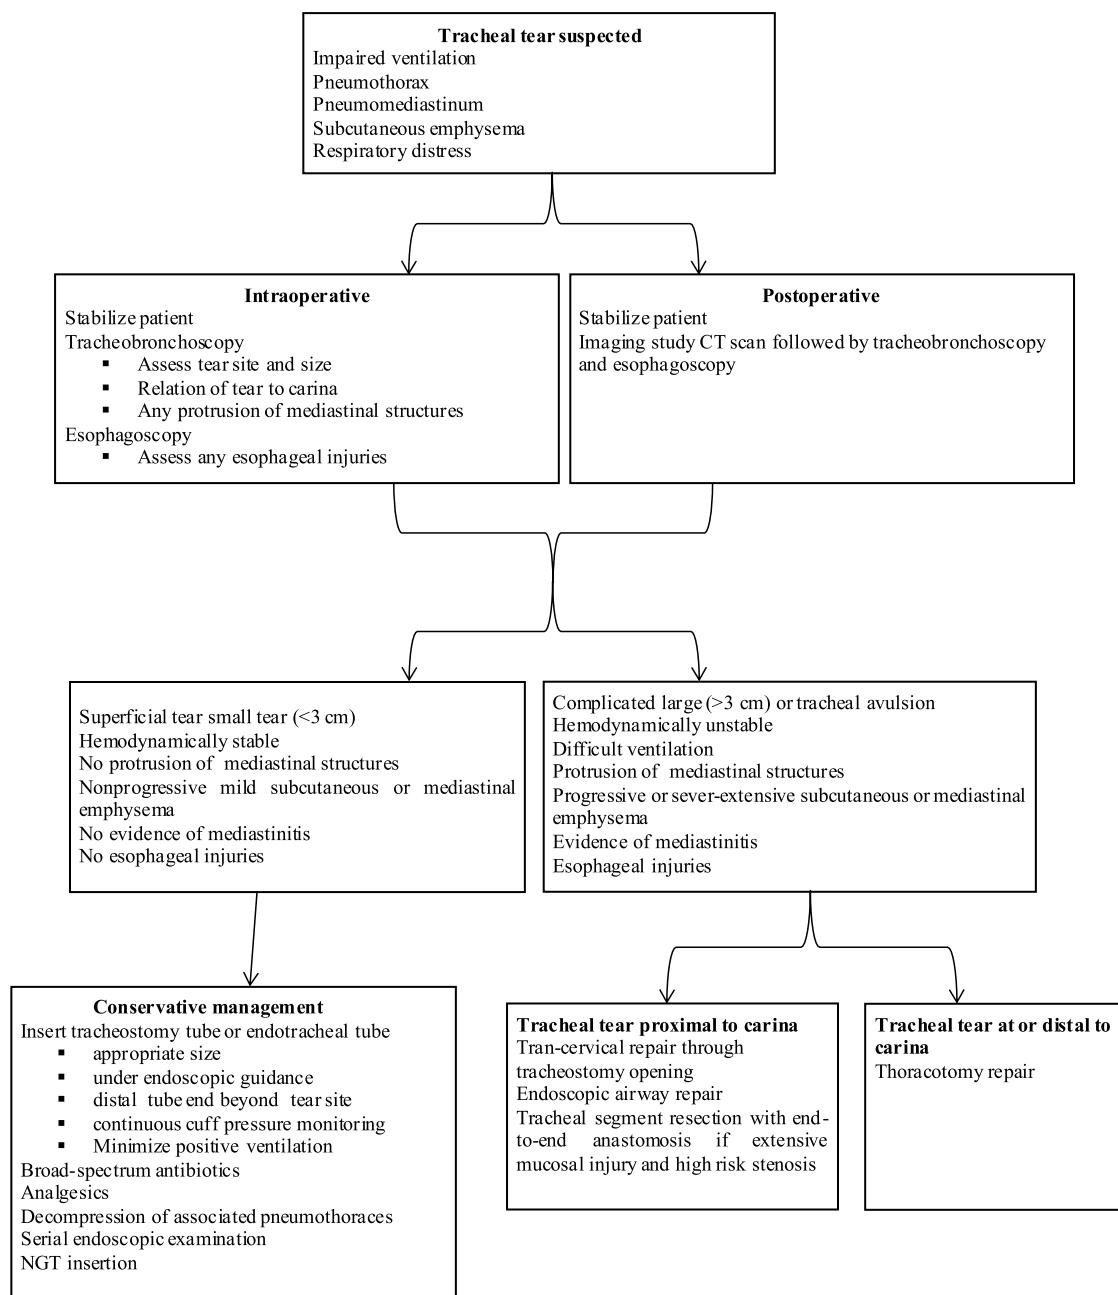 Tracheal tear suspected
Impaired ventilation
Pneumothorax
Pneumomediastinum
Subcutaneous emphysema
Respiratory distress
Intraoperative
Stabilize patient
Tracheobronchoscopy
▪ Assess tear site and size
▪ Relation of tear to carina
▪ Any protrusion of mediastinal structures
Esophagoscopy
▪ Assess any esophageal injuries
Postoperative
Stabilize patient
Imaging study CT scan followed by tracheobronchoscopy
and esophagoscopy
Superficial tear small tear (<3 cm)
Hemodynamically stable
No protrusion of mediastinal structures
Nonprogressive mild subcutaneous or mediastinal
emphysema
No evidence of mediastinitis
No esophageal injuries
Complicated large (>3 cm) or tracheal avulsion
Hemodynamically unstable
Difficult ventilation
Protrusion of mediastinal structures
Progressive or sever-extensive subcutaneous or mediastinal
emphysema
Evidence of mediastinitis
Esophageal injuries
Conservative management
Insert tracheostomy tube or endotracheal tube
▪ appropriate size
▪ under endoscopic guidance
▪ distal tube end beyond tear site
▪ continuous cuff pressure monitoring
▪ Minimize positive ventilation
Broad-spectrum antibiotics
Analgesics
Decompression of associated pneumothoraces
Serial endoscopic examination
NGT insertion
Tracheal tear proximal to carina
Tran-cervical repair through
tracheostomy opening
Endoscopic airway repair
Tracheal segment resection with end-
to-end anastomosis if extensive
mucosal injury and high risk stenosis
Tracheal tear at or distal to
carina
Thoracotomy repair